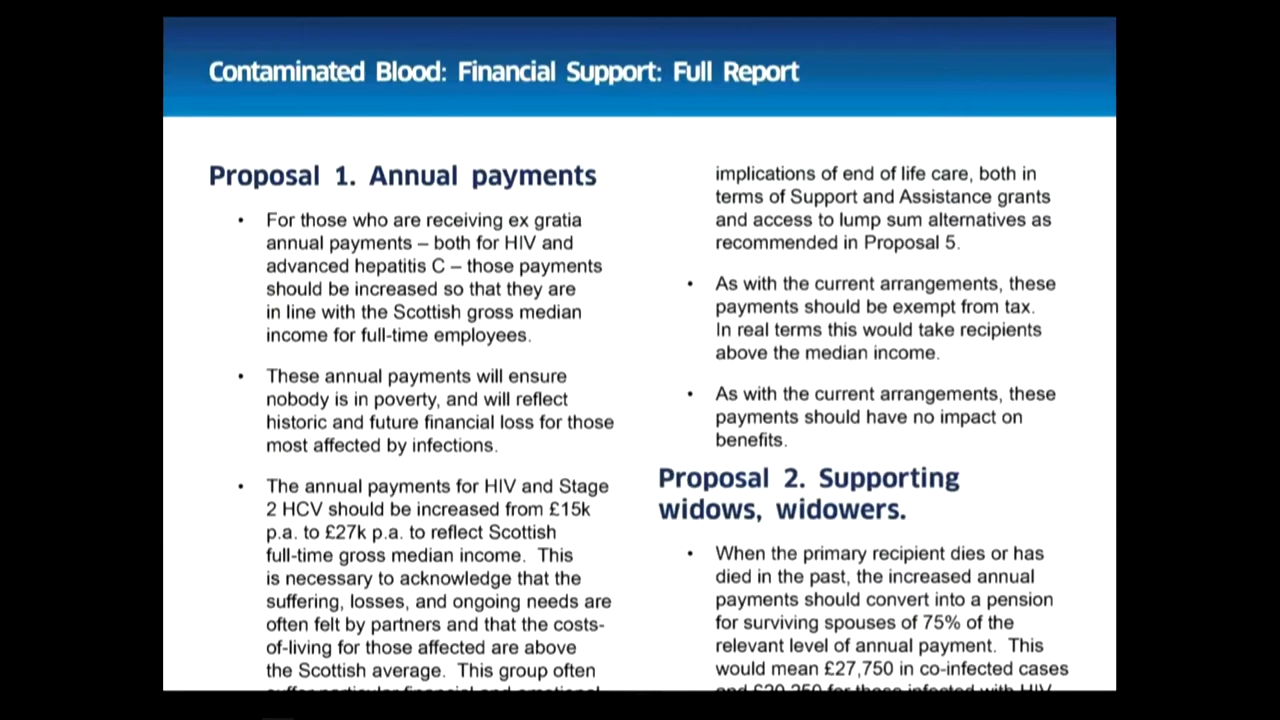 Contaminated Blood: Financial Support: Full Report
Proposal 1. Annual payments
• For those who are receiving ex gratia
annual payments – both for HIV and
advanced hepatitis C – those payments
should be increased so that they are
in line with the Scottish gross median
income for full-time employees.
• These annual payments will ensure
nobody is in poverty, and will reflect
historic and future financial loss for those
most affected by infections.
• The annual payments for HIV and Stage
2 HCV should be increased from £15k
p.a. to £27k p.a. to reflect Scottish
full-time gross median income. This
is necessary to acknowledge that the
suffering, losses, and ongoing needs are
often felt by partners and that the costs-
of-living for those affected are above
the Scottish average. This group often
implications of end of life care, both in
terms of Support and Assistance grants
and access to lump sum alternatives as
recommended in Proposal 5.
• As with the current arrangements, these
payments should be exempt from tax.
In real terms this would take recipients
above the median income.
• As with the current arrangements, these
payments should have no impact on
benefits.
Proposal 2. Supporting
widows, widowers.
• When the primary recipient dies or has
died in the past, the increased annual
payments should convert into a pension
for surviving spouses of 75% of the
relevant level of annual payment. This
would mean £27,750 in co-infected cases